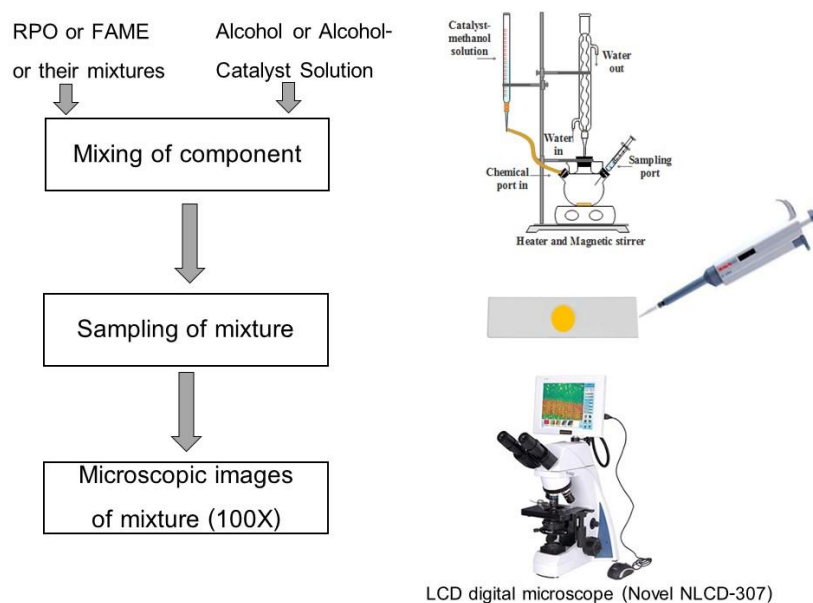 RPO or FAME
or their mixtures
Alcohol or Alcohol-
Catalyst Solution
Mixing of component
Sampling of mixture
Microscopic images
of mixture (100X)
Catalyst-
methanol
solution
Water
out
Water
in
Sampling
port
Chemical
port in
Heater and Magnetic stirrer
LCD digital microscope (Novel NLCD-307)